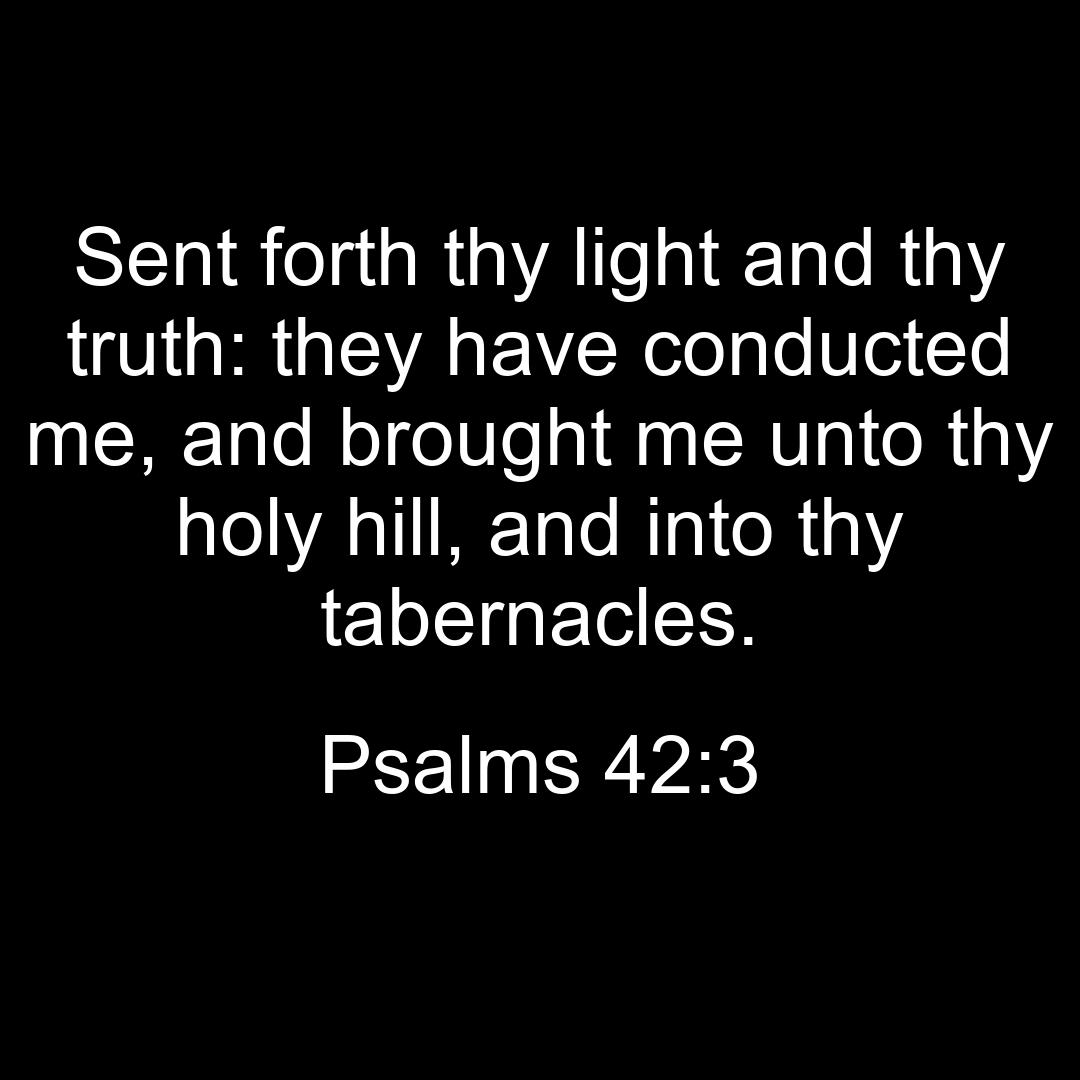 Sent forth thy light and thy
truth: they have conducted
me, and brought me unto thy
holy hill, and into thy
tabernacles.
Psalms 42:3